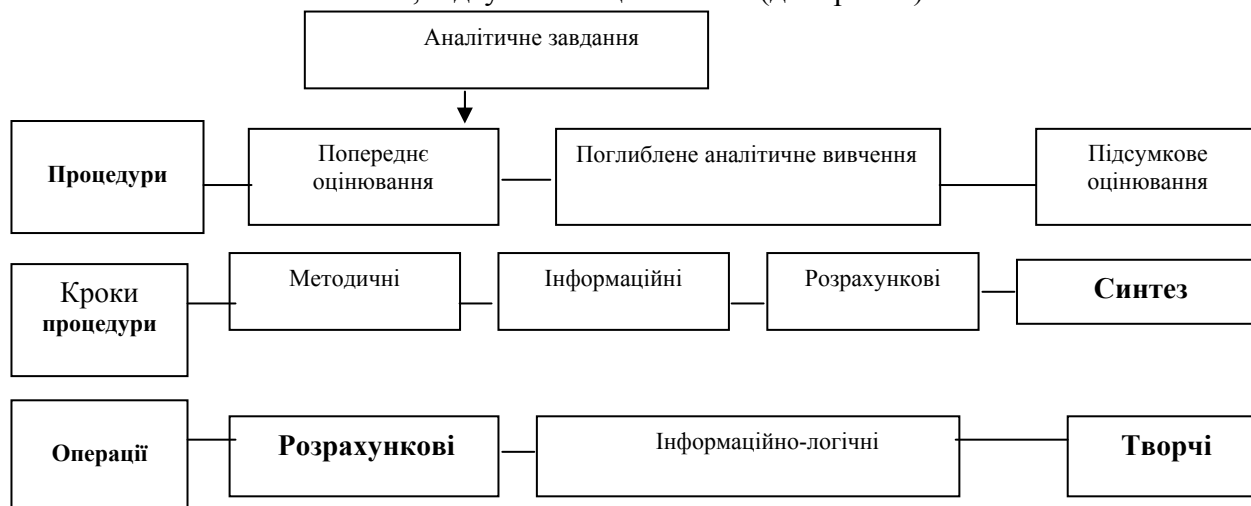 Аналітичне завдання
Процедури
Попереднє
оцінювання
Поглиблене аналітичне вивчення
Підсумкове
оцінювання
Кроки
процедури
Методичні
Інформаційні
Розрахункові
Синтез
Операції
Розрахункові
Інформаційно-логічні
Творчі